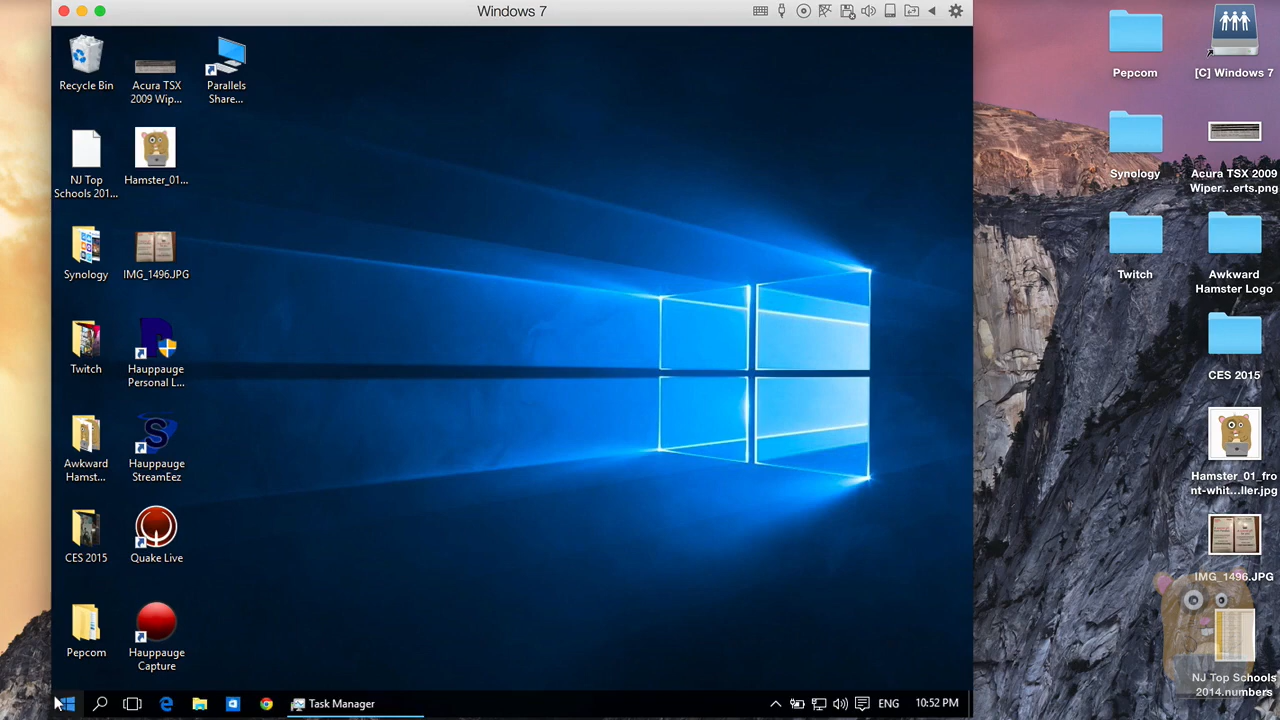 Windows 7
Recycle Bin
Acura TSX
2009 Wip...
Parallels
Share...
NJ Top
Schools 201...
Hamster_01...
Synology
IMG_1496.JPG
Twitch
Hauppauge
Personal L...
Awkward
Hamst...
Hauppauge
StreamEez
CES 2015
Quake Live
Pepcom
Hauppauge
Capture
Task Manager
ENG
10:52 PM
Pepcom
[C] Windows 7
Synology
Acura TSX 2009
Wiper...erts.png
Twitch
Awkward
Hamster Logo
CES 2015
Hamster_01_fro
nt-whit...ller.jpg
IMG_1496.JPG
NJ Top Schools
2014.numbers